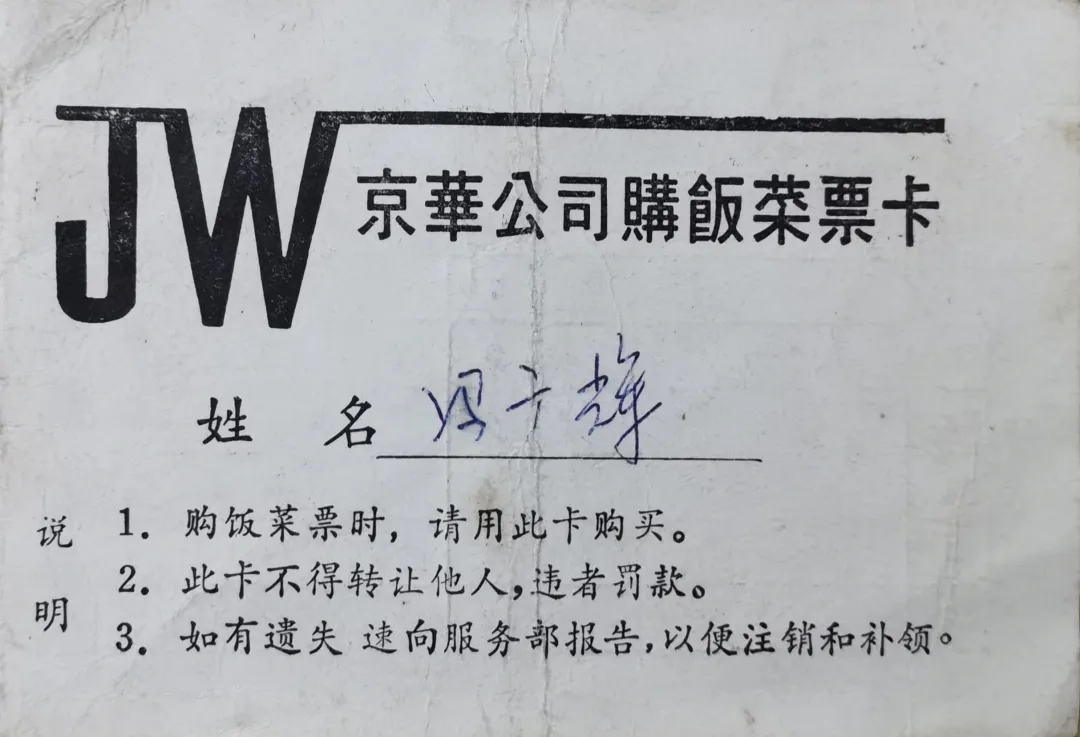 JW
京華公司購飯菜票卡
姓 名
说明
1. 购饭菜票时, 请用此卡购买。
2. 此卡不得转让他人,违者罚款。
3. 如有遗失 速向服务部报告,以便注销和补领。